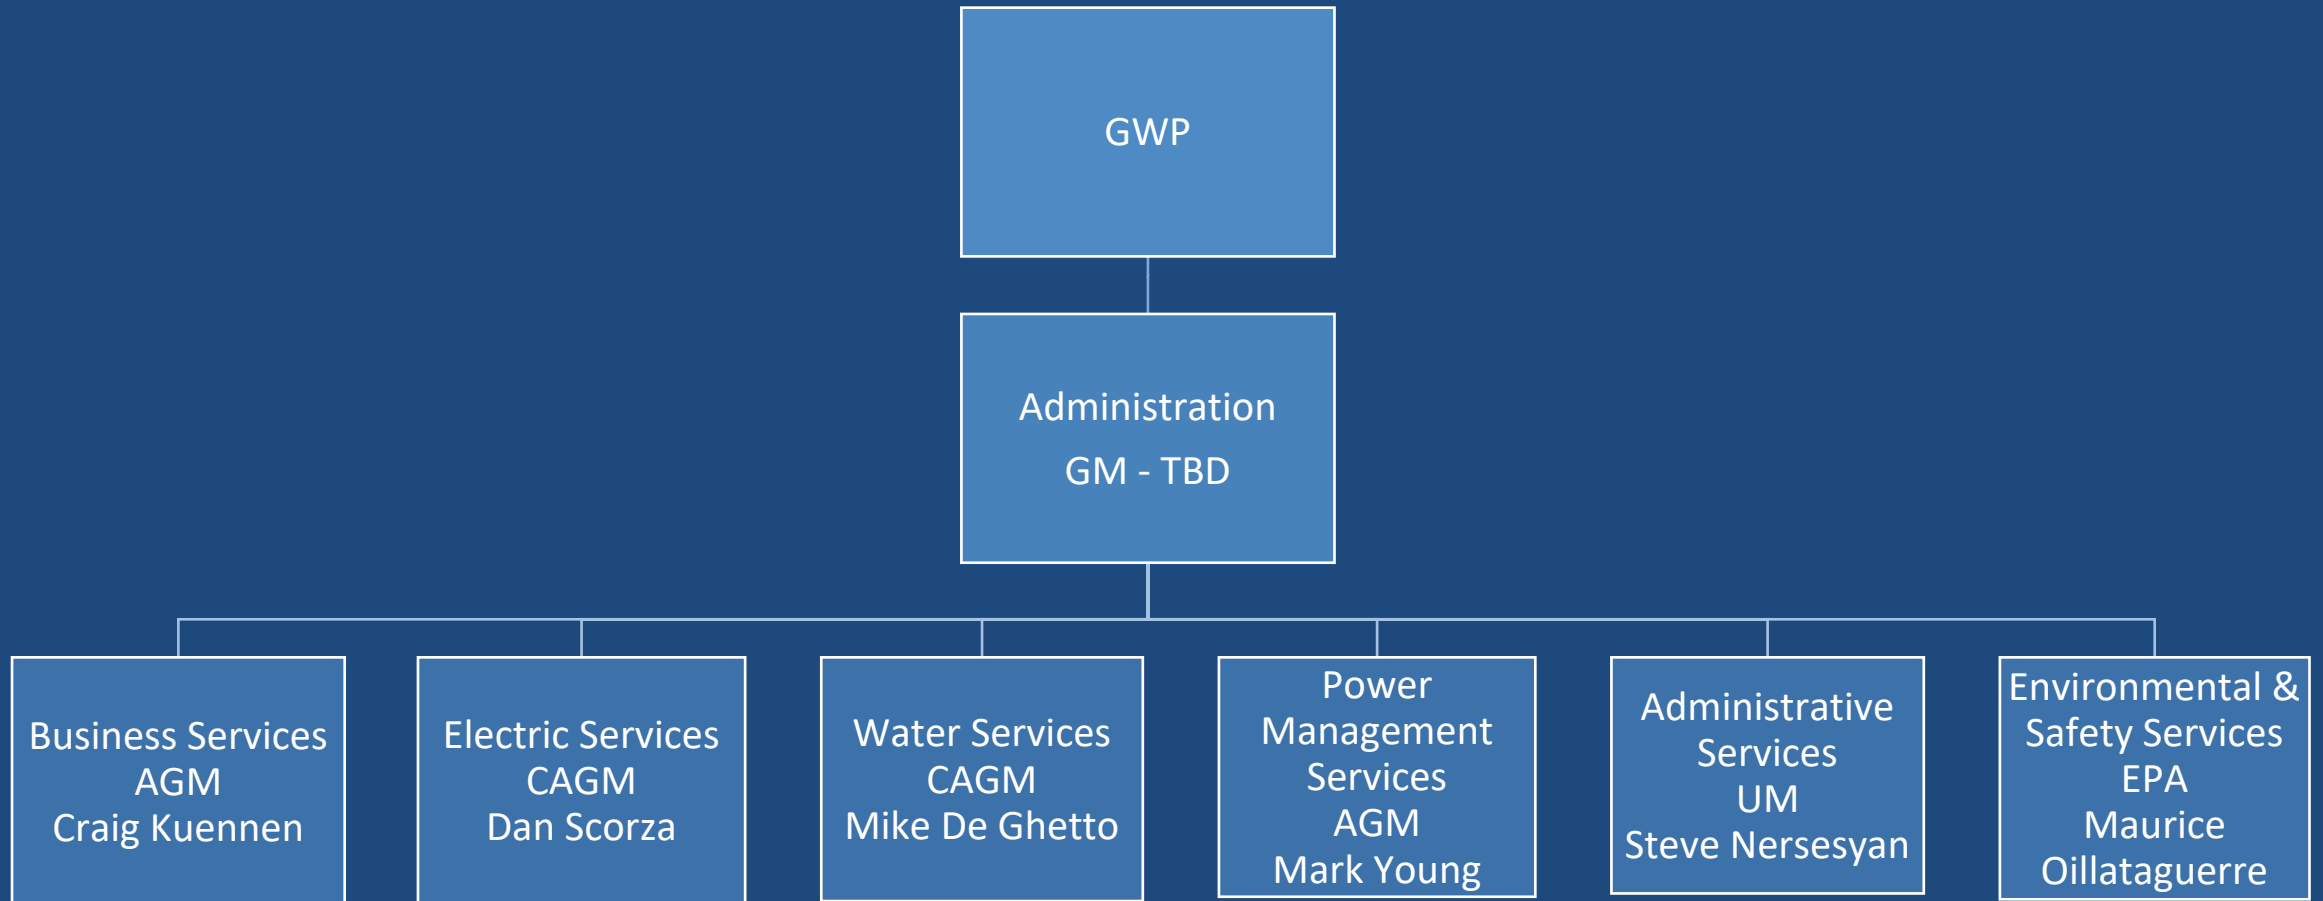 GWP
Administration
GM - TBD
Business Services
AGM
Craig Kuennen
Electric Services
CAGM
Dan Scorza
Water Services
CAGM
Mike De Ghetto
Power
Management
Services
AGM
Mark Young
Administrative
Services
UM
Steve Nersesyan
Environmental &
Safety Services
EPA
Maurice
Oillataguerre